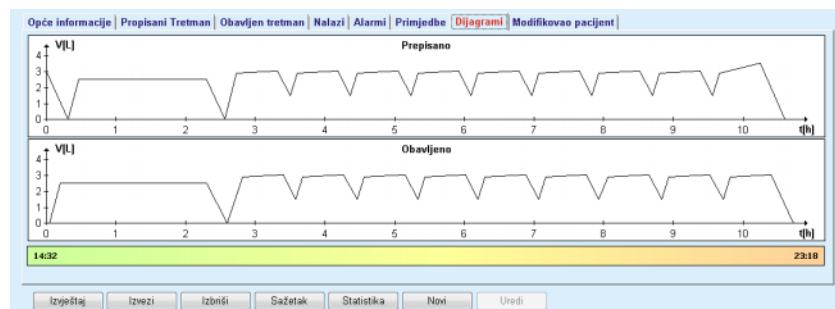 Opće informacije Propisani Tretman Obavljen tretman Nalazi Alarmi Primjedbe Dijagrami Modifikovao pacijent
V[L] Prepisano
4
3
2
1
0
0 1 2 3 4 5 6 7 8 9 10 t[h]
V[L] Obavljeno
4
3
2
1
0
0 1 2 3 4 5 6 7 8 9 10 t[h]
14:32 23:18
Izvještaj Izvezi Izbriši Sažetak Statistika Novi Uredi